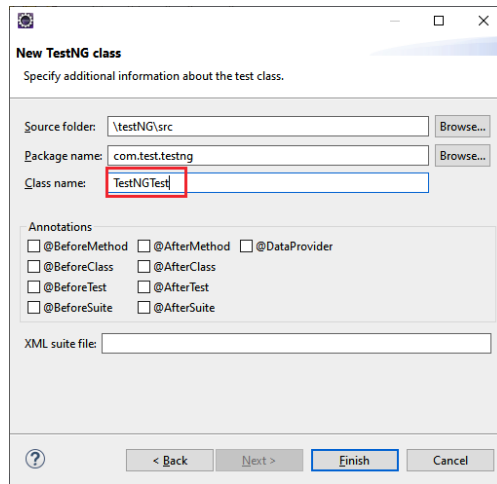 New TestNG class
Specify additional information about the test class.
Source folder: \testNG\src Browse...
Package name: com.test.testng Browse...
Class name: TestNGTest
Annotations
@BeforeMethod @AfterMethod @DataProvider
@BeforeClass @AfterClass
@BeforeTest @AfterTest
@BeforeSuite @AfterSuite
XML suite file:
? < Back Next > Finish Cancel